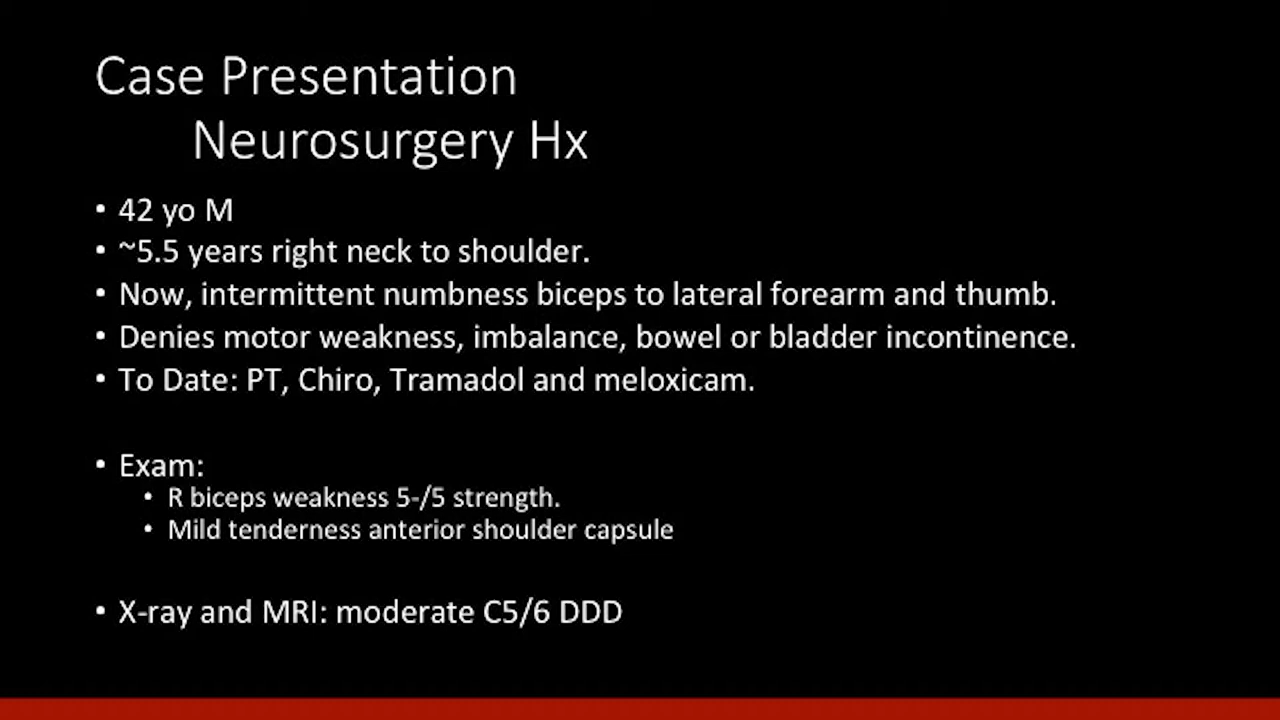 Case Presentation
Neurosurgery Hx
• 42 yo M
• ~5.5 years right neck to shoulder.
• Now, intermittent numbness biceps to lateral forearm and thumb.
• Denies motor weakness, imbalance, bowel or bladder incontinence.
• To Date: PT, Chiro, Tramadol and meloxicam.
• Exam:
• R biceps weakness 5-/5 strength.
• Mild tenderness anterior shoulder capsule
• X-ray and MRI: moderate C5/6 DDD